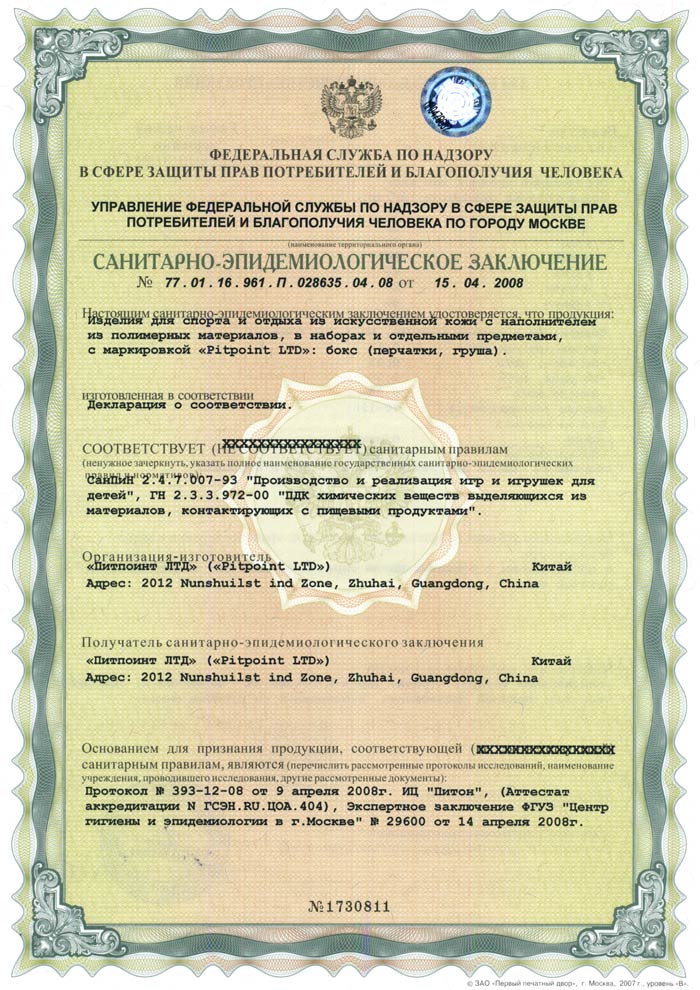 ФЕДЕРАЛЬНАЯ СЛУЖБА ПО НАДЗОРУ
В СФЕРЕ ЗАЩИТЫ ПРАВ ПОТРЕБИТЕЛЕЙ И БЛАГОПОЛУЧИЯ ЧЕЛОВЕКА
УПРАВЛЕНИЕ ФЕДЕРАЛЬНОЙ СЛУЖБЫ ПО НАДЗОРУ В СФЕРЕ ЗАЩИТЫ ПРАВ
ПОТРЕБИТЕЛЕЙ И БЛАГОПОЛУЧИЯ ЧЕЛОВЕКА ПО ГОРОДУ МОСКВЕ
(наименование территориального органа)
САНИТАРНО-ЭПИДЕМИОЛОГИЧЕСКОЕ ЗАКЛЮЧЕНИЕ
№ 77.01.16.961.П.028635.04.08 от 15.04.2008
Настоящим санитарно-эпидемиологическим заключением удостоверяется, что продукция:
Изделия для спорта и отдыха из искусственной кожи с наполнителем
из полимерных материалов, в наборах и отдельными предметами,
с маркировкой «Pitpoint LTD»: бокс (перчатки, груша).
изготовленная в соответствии
Декларация о соответствии.
СООТВЕТСТВУЕТ (НЕ СООТВЕТСТВУЕТ) санитарным правилам
(ненужное зачеркнуть, указать полное наименование государственных санитарно-эпидемиологических
правил и нормативов):
СанПиН 2.4.7.007-93 "Производство и реализация игр и игрушек для
детей", ГН 2.3.3.972-00 "ПДК химических веществ выделяющихся из
материалов, контактирующих с пищевыми продуктами".
Организация-изготовитель
«Питпоинт ЛТД» («Pitpoint LTD») Китай
Адрес: 2012 Nunshuilst ind Zone, Zhuhai, Guangdong, China
Получатель санитарно-эпидемиологического заключения
«Питпоинт ЛТД» («Pitpoint LTD») Китай
Адрес: 2012 Nunshuilst ind Zone, Zhuhai, Guangdong, China
Основанием для признания продукции, соответствующей (
санитарным правилам, являются (перечислить рассмотренные протоколы исследований, наименование
учреждения, проводившего исследования, другие рассмотренные документы):
Протокол № 393-12-08 от 9 апреля 2008г. ИЦ "Питон", (Аттестат
аккредитации N ГСЭН.RU.ЦОА.404), Экспертное заключение ФГУЗ "Центр
гигиены и эпидемиологии в г.Москве" № 29600 от 14 апреля 2008г.
№1730811
© ЗАО «Первый печатный двор», г. Москва, 2007 г., уровень «В».